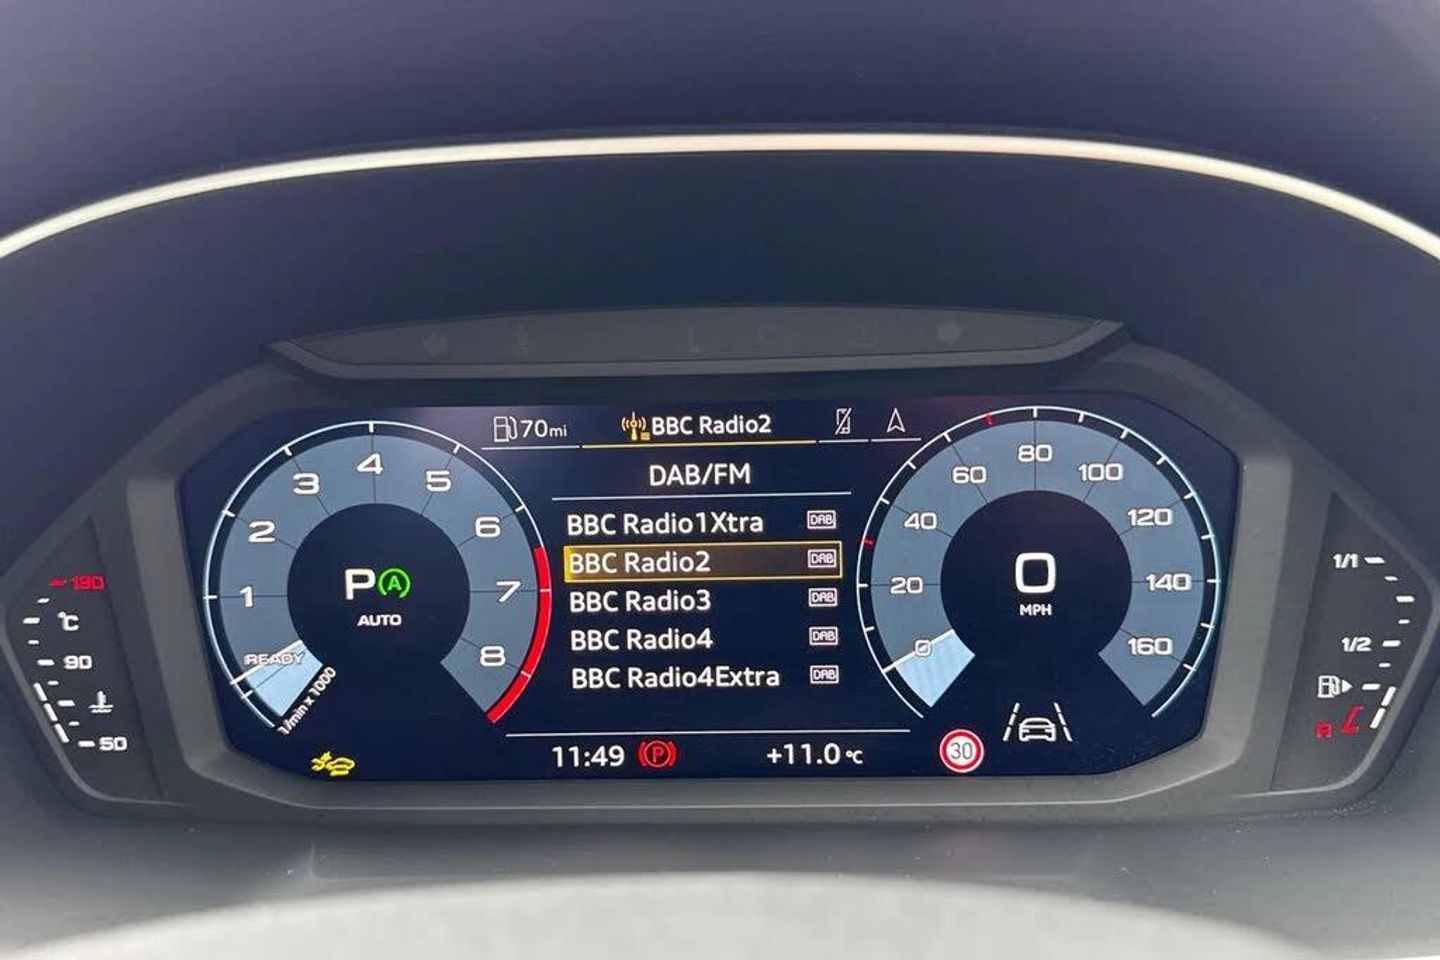 70mi
BBC Radio2
DAB/FM
BBC Radio1Xtra DAB
BBC Radio2 DAB
BBC Radio3 DAB
BBC Radio4 DAB
BBC Radio4Extra DAB
11:49 P +11.0 °C
READY 1 2 3 4 5 6 7 8
1/min x 1000
P A
AUTO
0 20 40 60 80 100 120 140 160
0
MPH
30
130
°C
90
50
1/1
1/2
R